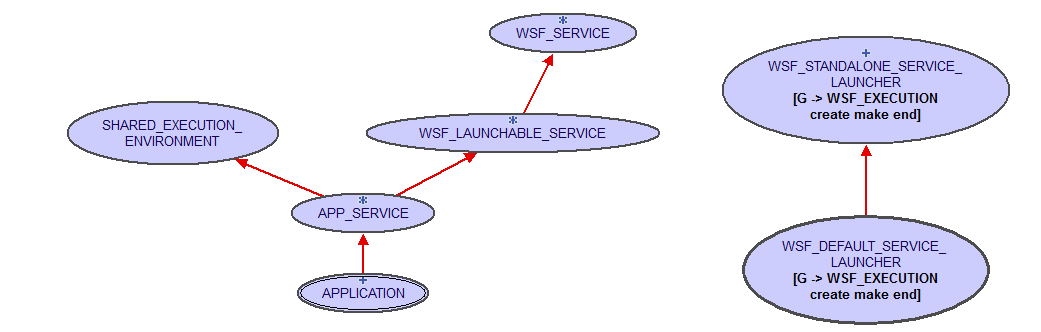 *
WSF_SERVICE
+
WSF_STANDALONE_SERVICE_
LAUNCHER
[G -> WSF_EXECUTION
create make end]
SHARED_EXECUTION_
ENVIRONMENT
*
WSF_LAUNCHABLE_SERVICE
*
APP_SERVICE
+
APPLICATION
WSF_DEFAULT_SERVICE_
LAUNCHER
[G -> WSF_EXECUTION
create make end]